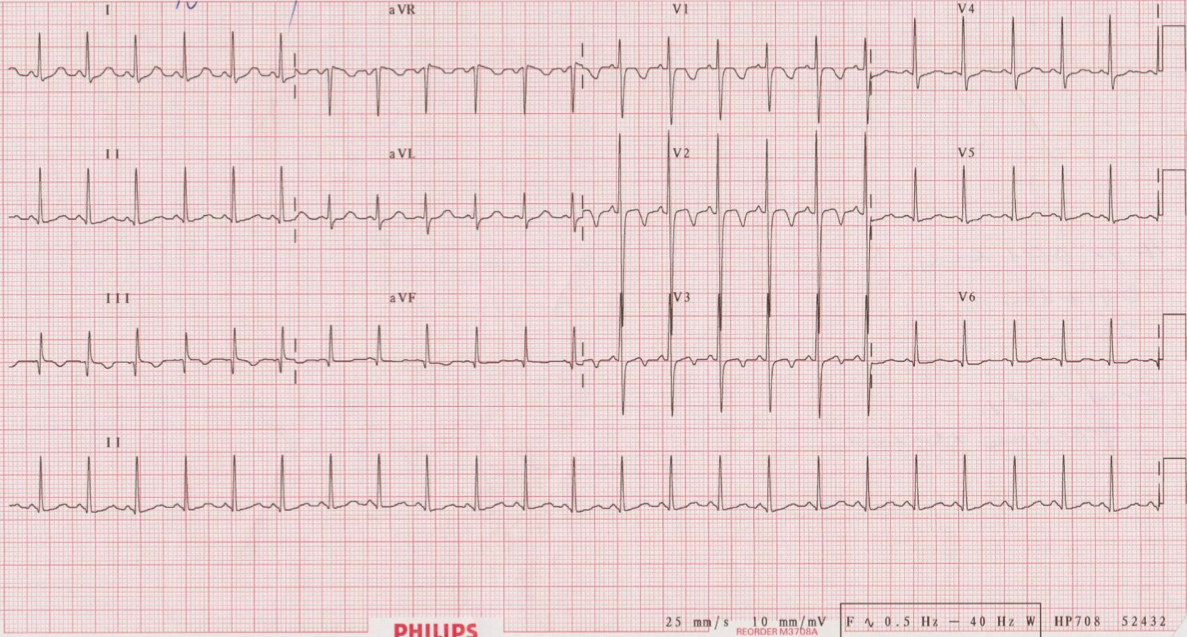 I aVR V1 V4
II aVL V2 V5
III aVF V3 V6
II
25 mm/s 10 mm/mV F ∿ 0.5 Hz — 40 Hz W HP708 52432
PHILIPS
REORDER M3708A